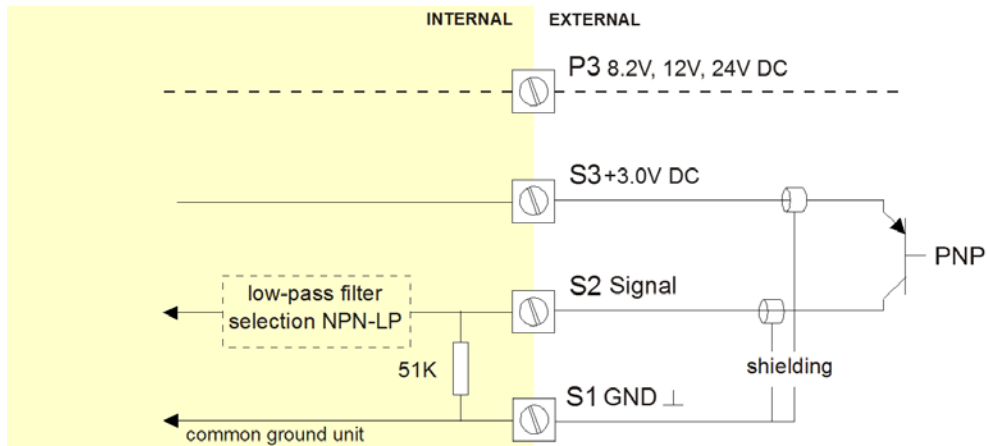 INTERNAL EXTERNAL
P3 8.2V, 12V, 24V DC
S3 +3.0V DC
PNP
low-pass filter
selection NPN-LP
S2 Signal
51K
shielding
S1 GND ⊥
common ground unit